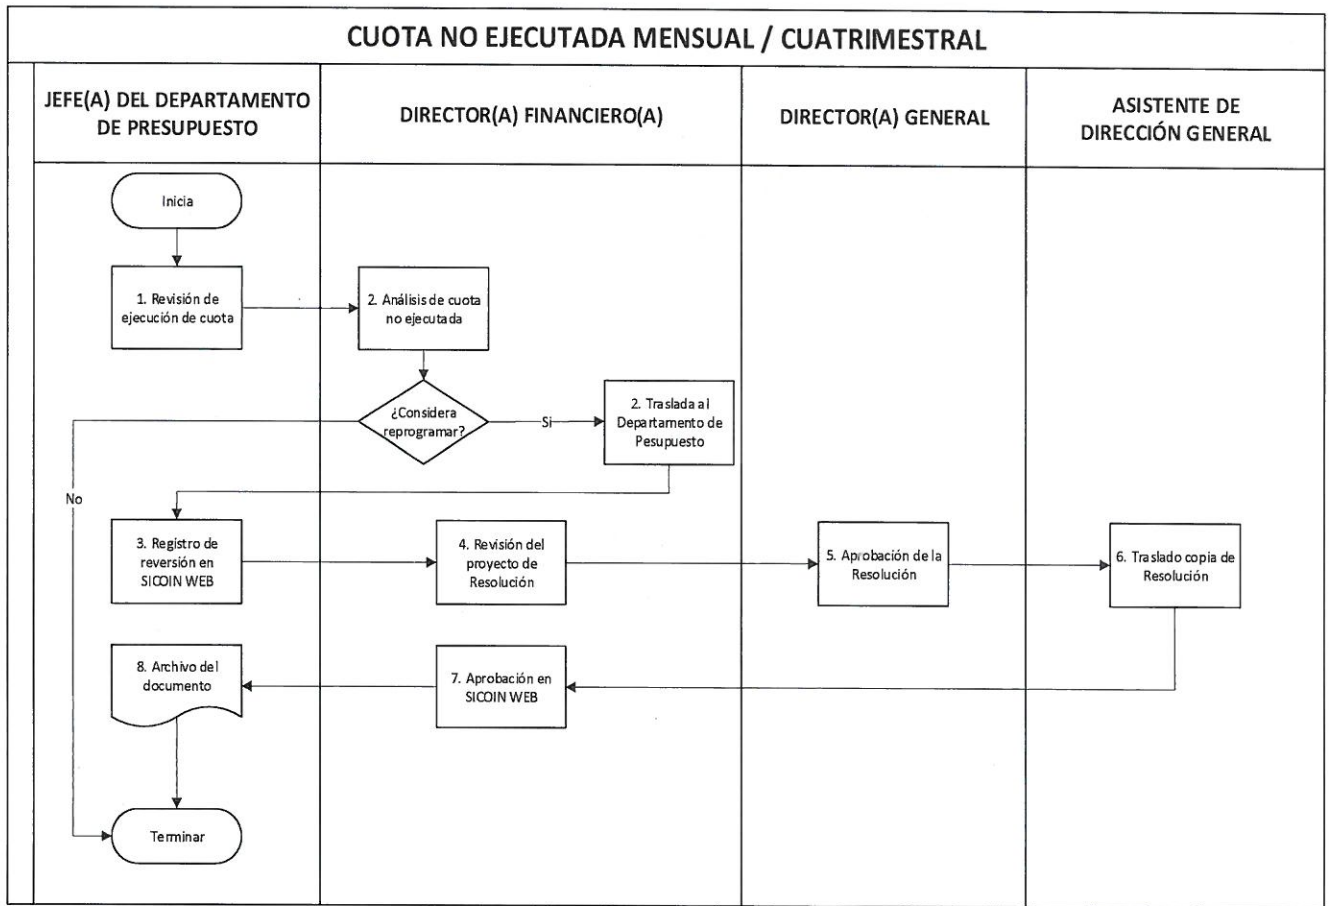 CUOTA NO EJECUTADA MENSUAL / CUATRIMESTRAL
JEFE(A) DEL DEPARTAMENTO
DE PRESUPUESTO
DIRECTOR(A) FINANCIERO(A)
DIRECTOR(A) GENERAL
ASISTENTE DE
DIRECCIÓN GENERAL
Inicia
1. Revisión de
ejecución de cuota
2. Análisis de cuota
no ejecutada
¿Considera
reprogramar?
Si
2. Traslada al
Departamento de
Pesupuesto
No
3. Registro de
reversión en
SICOIN WEB
4. Revisión del
proyecto de
Resolución
5. Aprobación de la
Resolución
6. Traslado copia de
Resolución
8. Archivo del
documento
7. Aprobación en
SICOIN WEB
Terminar